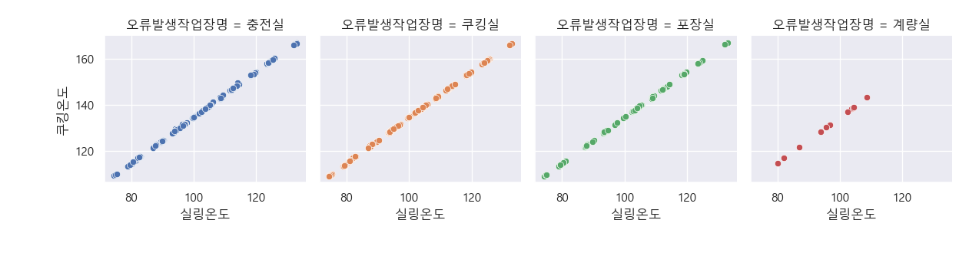 오류발생작업장명 = 충전실
오류발생작업장명 = 쿠킹실
오류발생작업장명 = 포장실
오류발생작업장명 = 계량실
쿠킹온도
160
140
120
80 100 120
80 100 120
80 100 120
80 100 120
실링온도
실링온도
실링온도
실링온도